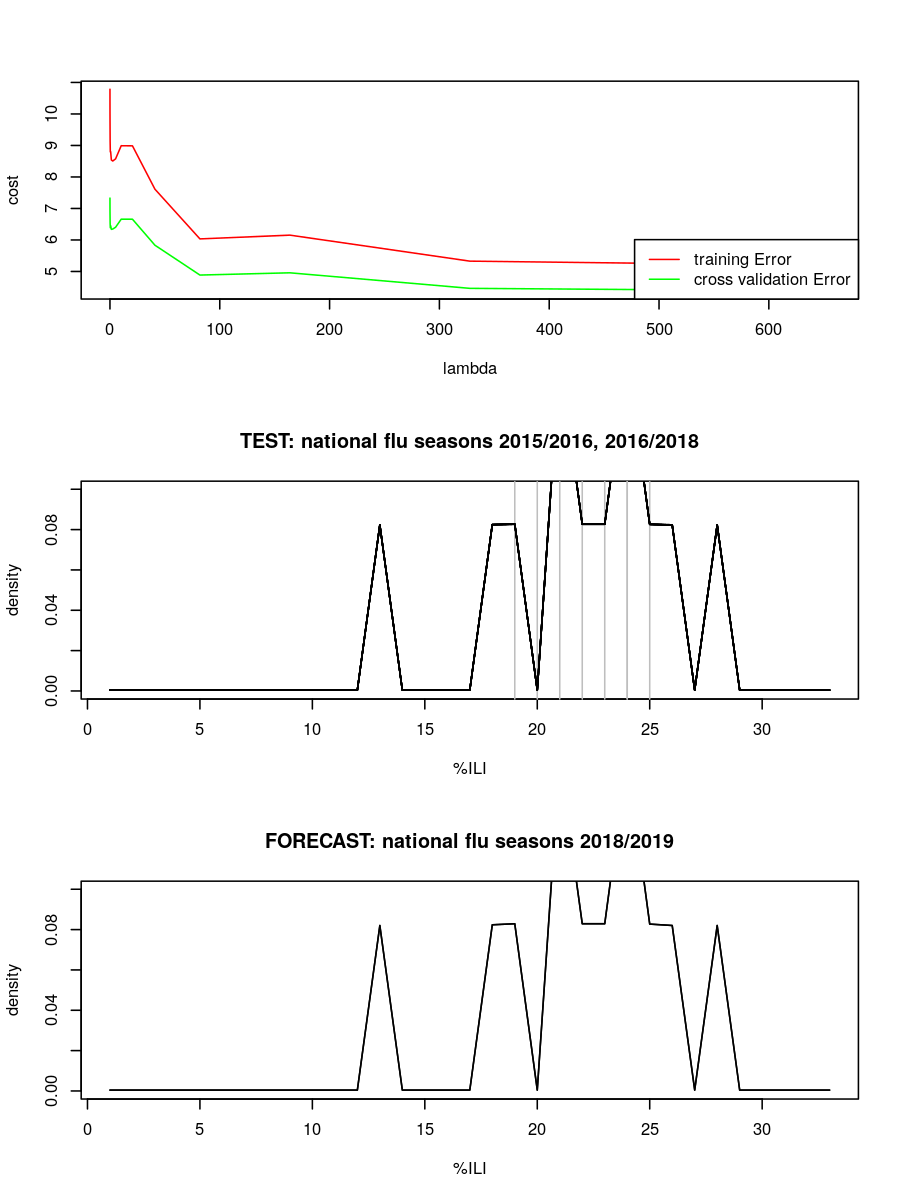 10
9
8
7
6
5
cost
training Error
cross validation Error
0 100 200 300 400 500 600
lambda
TEST: national flu seasons 2015/2016, 2016/2018
0.08
0.04
0.00
density
0 5 10 15 20 25 30
%ILI
FORECAST: national flu seasons 2018/2019
0.08
0.04
0.00
density
0 5 10 15 20 25 30
%ILI